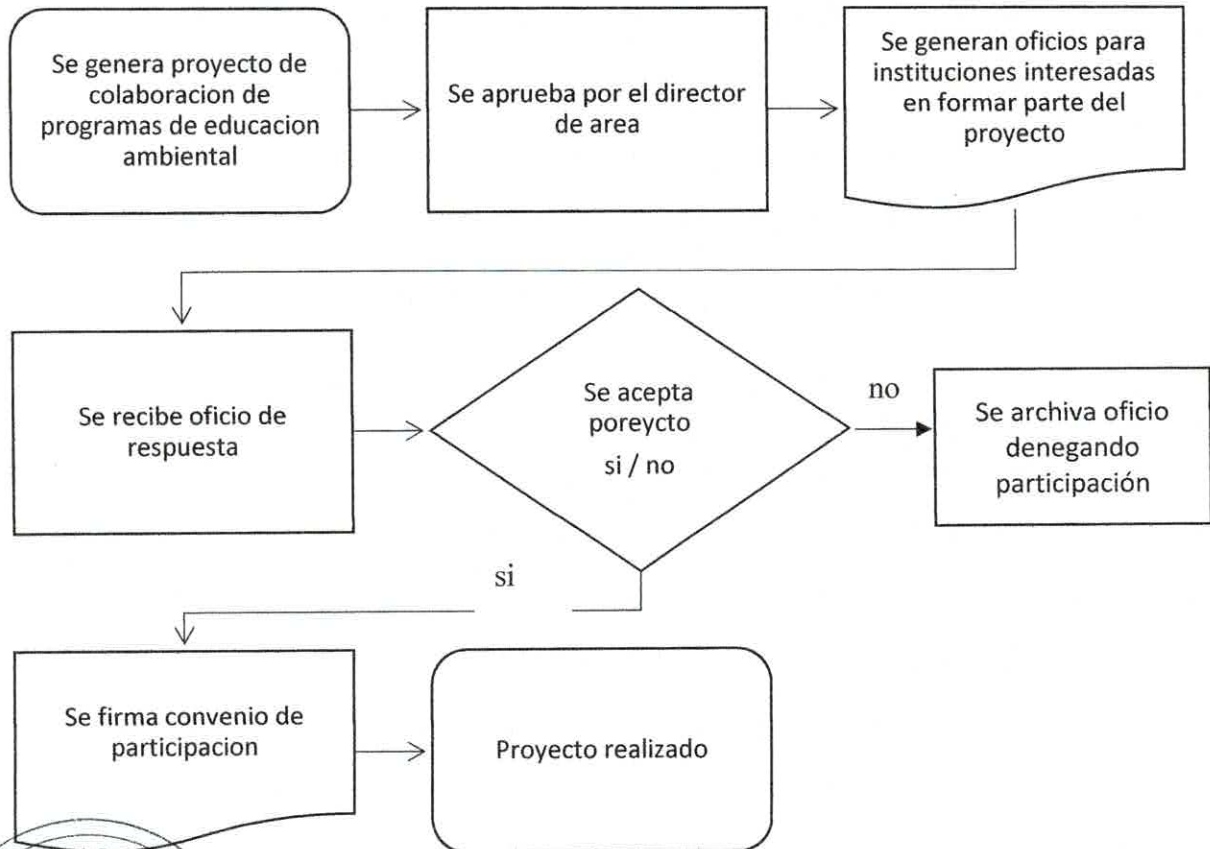 Se genera proyecto de
colaboracion de
programas de educacion
ambiental
Se aprueba por el director
de area
Se generan oficios para
instituciones interesadas
en formar parte del
proyecto
Se recibe oficio de
respuesta
Se acepta
poreycto
si / no
no
Se archiva oficio
denegando
participación
si
Se firma convenio de
participacion
Proyecto realizado